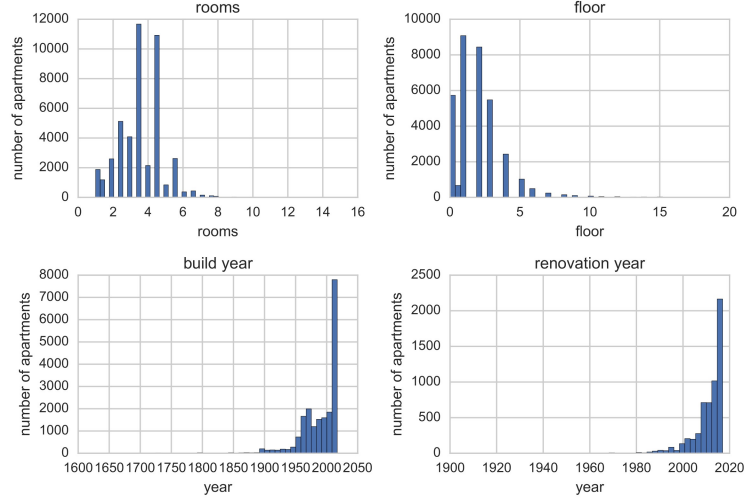 rooms
number of apartments
12000
10000
8000
6000
4000
2000
0
0 2 4 6 8 10 12 14 16
rooms
floor
number of apartments
10000
8000
6000
4000
2000
0
0 5 10 15 20
floor
build year
number of apartments
8000
7000
6000
5000
4000
3000
2000
1000
0
1600 1650 1700 1750 1800 1850 1900 1950 2000 2050
year
renovation year
number of apartments
2500
2000
1500
1000
500
0
1900 1920 1940 1960 1980 2000 2020
year